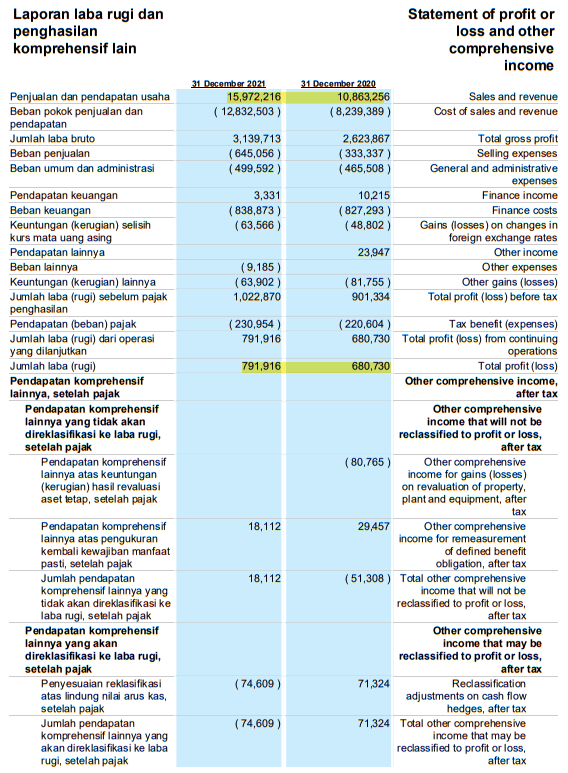 Laporan laba rugi dan
penghasilan
komprehensif lain
Statement of profit or
loss and other
comprehensive
income
31 December 2021 31 December 2020
Penjualan dan pendapatan usaha 15,972,216 10,863,256 Sales and revenue
Beban pokok penjualan dan
pendapatan ( 12,832,503 ) ( 8,239,389 ) Cost of sales and revenue
Jumlah laba bruto 3,139,713 2,623,867 Total gross profit
Beban penjualan ( 645,056 ) ( 333,337 ) Selling expenses
Beban umum dan administrasi ( 499,592 ) ( 465,508 ) General and administrative
expenses
Pendapatan keuangan 3,331 10,215 Finance income
Beban keuangan ( 838,873 ) ( 827,293 ) Finance costs
Keuntungan (kerugian) selisih
kurs mata uang asing ( 63,566 ) ( 48,802 ) Gains (losses) on changes in
foreign exchange rates
Pendapatan lainnya 23,947 Other income
Beban lainnya ( 9,185 ) Other expenses
Keuntungan (kerugian) lainnya ( 63,902 ) ( 81,755 ) Other gains (losses)
Jumlah laba (rugi) sebelum pajak
penghasilan 1,022,870 901,334 Total profit (loss) before tax
Pendapatan (beban) pajak ( 230,954 ) ( 220,604 ) Tax benefit (expenses)
Jumlah laba (rugi) dari operasi
yang dilanjutkan 791,916 680,730 Total profit (loss) from continuing
operations
Jumlah laba (rugi) 791,916 680,730 Total profit (loss)
Pendapatan komprehensif
lainnya, setelah pajak
Other comprehensive income,
after tax
Pendapatan komprehensif
lainnya yang tidak akan
direklasifikasi ke laba rugi,
setelah pajak
Other comprehensive
income that will not be
reclassified to profit or loss,
after tax
Pendapatan komprehensif
lainnya atas keuntungan
(kerugian) hasil revaluasi
aset tetap, setelah pajak
( 80,765 )
Other comprehensive
income for gains (losses)
on revaluation of property,
plant and equipment, after
tax
Pendapatan komprehensif
lainnya atas pengukuran
kembali kewajiban manfaat
pasti, setelah pajak
18,112 29,457
Other comprehensive
income for remeasurement
of defined benefit
obligation, after tax
Jumlah pendapatan
komprehensif lainnya yang
tidak akan direklasifikasi ke
laba rugi, setelah pajak
18,112 ( 51,308 )
Total other comprehensive
income that will not be
reclassified to profit or loss,
after tax
Pendapatan komprehensif
lainnya yang akan
direklasifikasi ke laba rugi,
setelah pajak
Other comprehensive
income that may be
reclassified to profit or loss,
after tax
Penyesuaian reklasifikasi
atas lindung nilai arus kas,
setelah pajak
( 74,609 ) 71,324
Reclassification
adjustments on cash flow
hedges, after tax
Jumlah pendapatan
komprehensif lainnya yang
akan direklasifikasi ke laba
rugi, setelah pajak
( 74,609 ) 71,324
Total other comprehensive
income that may be
reclassified to profit or loss,
after tax